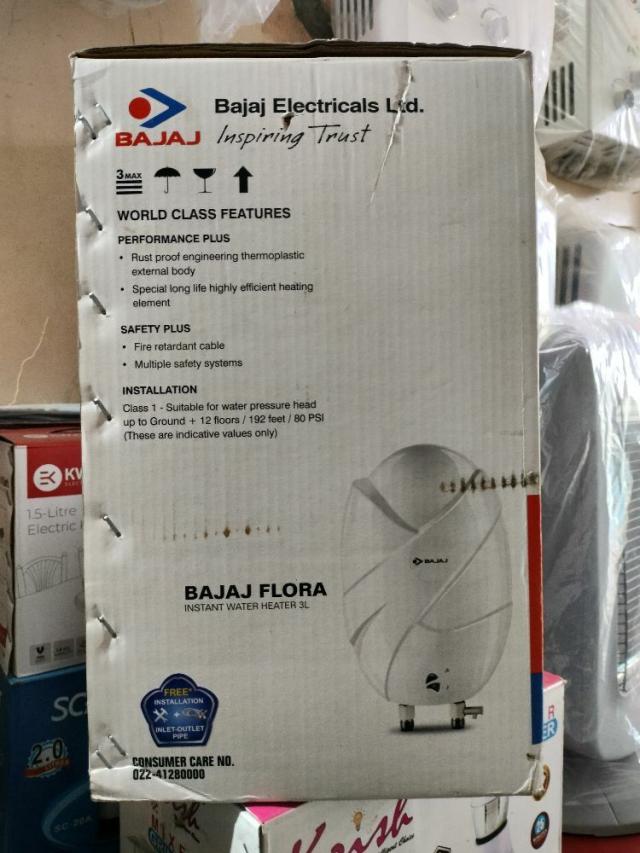 BAJAJ
Bajaj Electricals Ltd.
Inspiring Trust
3 MAX
WORLD CLASS FEATURES
PERFORMANCE PLUS
• Rust proof engineering thermoplastic
external body
• Special long life highly efficient heating
element
SAFETY PLUS
• Fire retardant cable
• Multiple safety systems
INSTALLATION
Class 1 - Suitable for water pressure head
up to Ground + 12 floors / 192 feet / 80 PSI
(These are indicative values only)
BAJAJ
BAJAJ FLORA
INSTANT WATER HEATER 3L
FREE*
INSTALLATION
+
INLET-OUTLET
PIPE
CONSUMER CARE NO.
022-41280000
1.5-Litre
Electric
SC
2.0
SC-20A